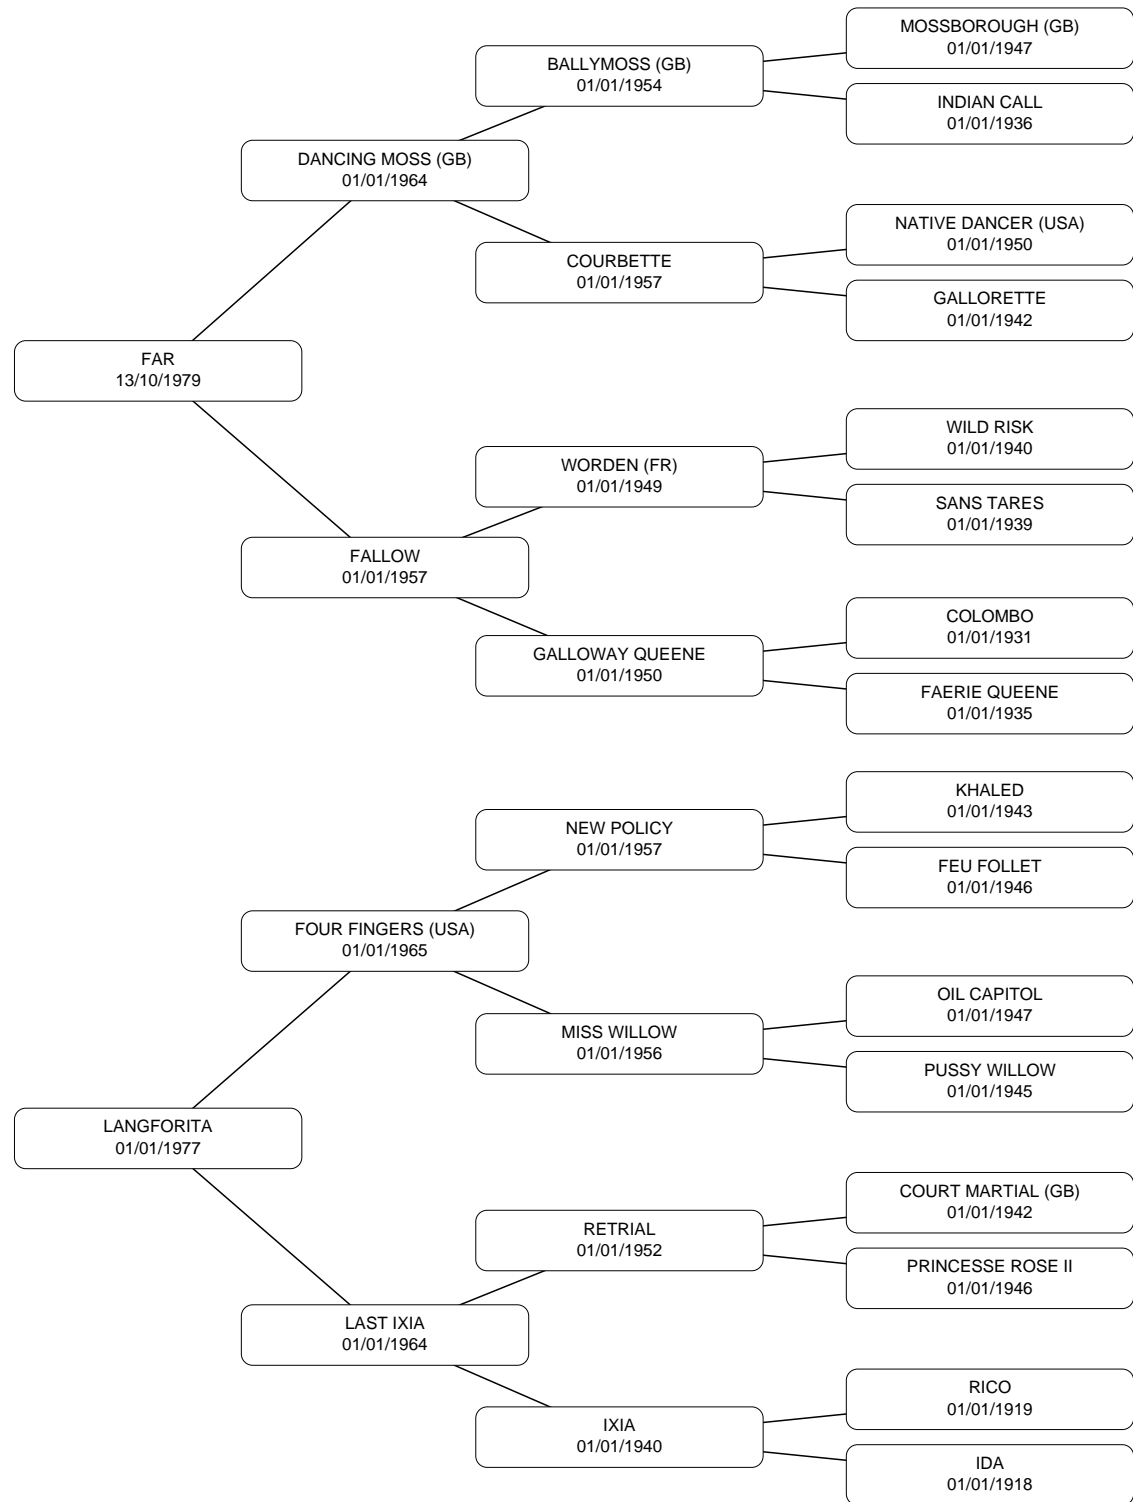 MOSSBOROUGH (GB)
01/01/1947
BALLYMOSS (GB)
01/01/1954
INDIAN CALL
01/01/1936
DANCING MOSS (GB)
01/01/1964
NATIVE DANCER (USA)
01/01/1950
COURBETTE
01/01/1957
GALLORETTE
01/01/1942
FAR
13/10/1979
WILD RISK
01/01/1940
WORDEN (FR)
01/01/1949
SANS TARES
01/01/1939
FALLOW
01/01/1957
COLOMBO
01/01/1931
GALLOWAY QUEENE
01/01/1950
FAERIE QUEENE
01/01/1935
KHALED
01/01/1943
NEW POLICY
01/01/1957
FEU FOLLET
01/01/1946
FOUR FINGERS (USA)
01/01/1965
OIL CAPITOL
01/01/1947
MISS WILLOW
01/01/1956
PUSSY WILLOW
01/01/1945
LANGFORITA
01/01/1977
COURT MARTIAL (GB)
01/01/1942
RETRIAL
01/01/1952
PRINCESSE ROSE II
01/01/1946
LAST IXIA
01/01/1964
RICO
01/01/1919
IXIA
01/01/1940
IDA
01/01/1918